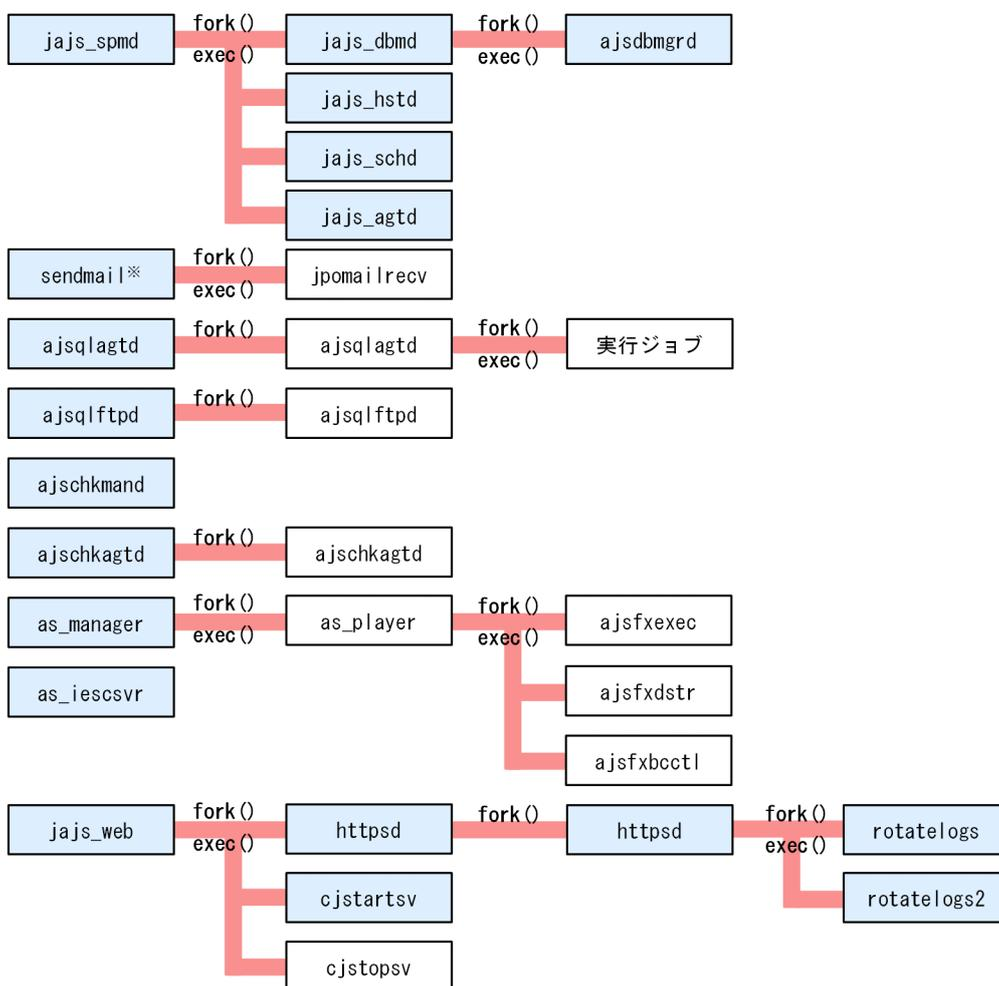 fork() fork()
jajs_spmd jajs_dbmd ajsdbmgrd
exec() exec()
jajs_hstd
jajs_schd
jajs_agtd
fork()
sendmail※ jpomailrecv
exec()
fork() fork()
ajsqlagtd ajsqlagtd 実行ジョブ
exec()
fork()
ajsqlftpd ajsqlftpd
ajschkmand
fork()
ajschkagtd ajschkagtd
fork() fork()
as_manager as_player ajsfxexec
exec() exec()
as_iescsvr ajsfxdstr
ajsfxbcctl
fork() fork() fork()
jajs_web httpsd httpsd rotatelogs
exec() exec()
cjstartsv rotatelogs2
cjstopsv